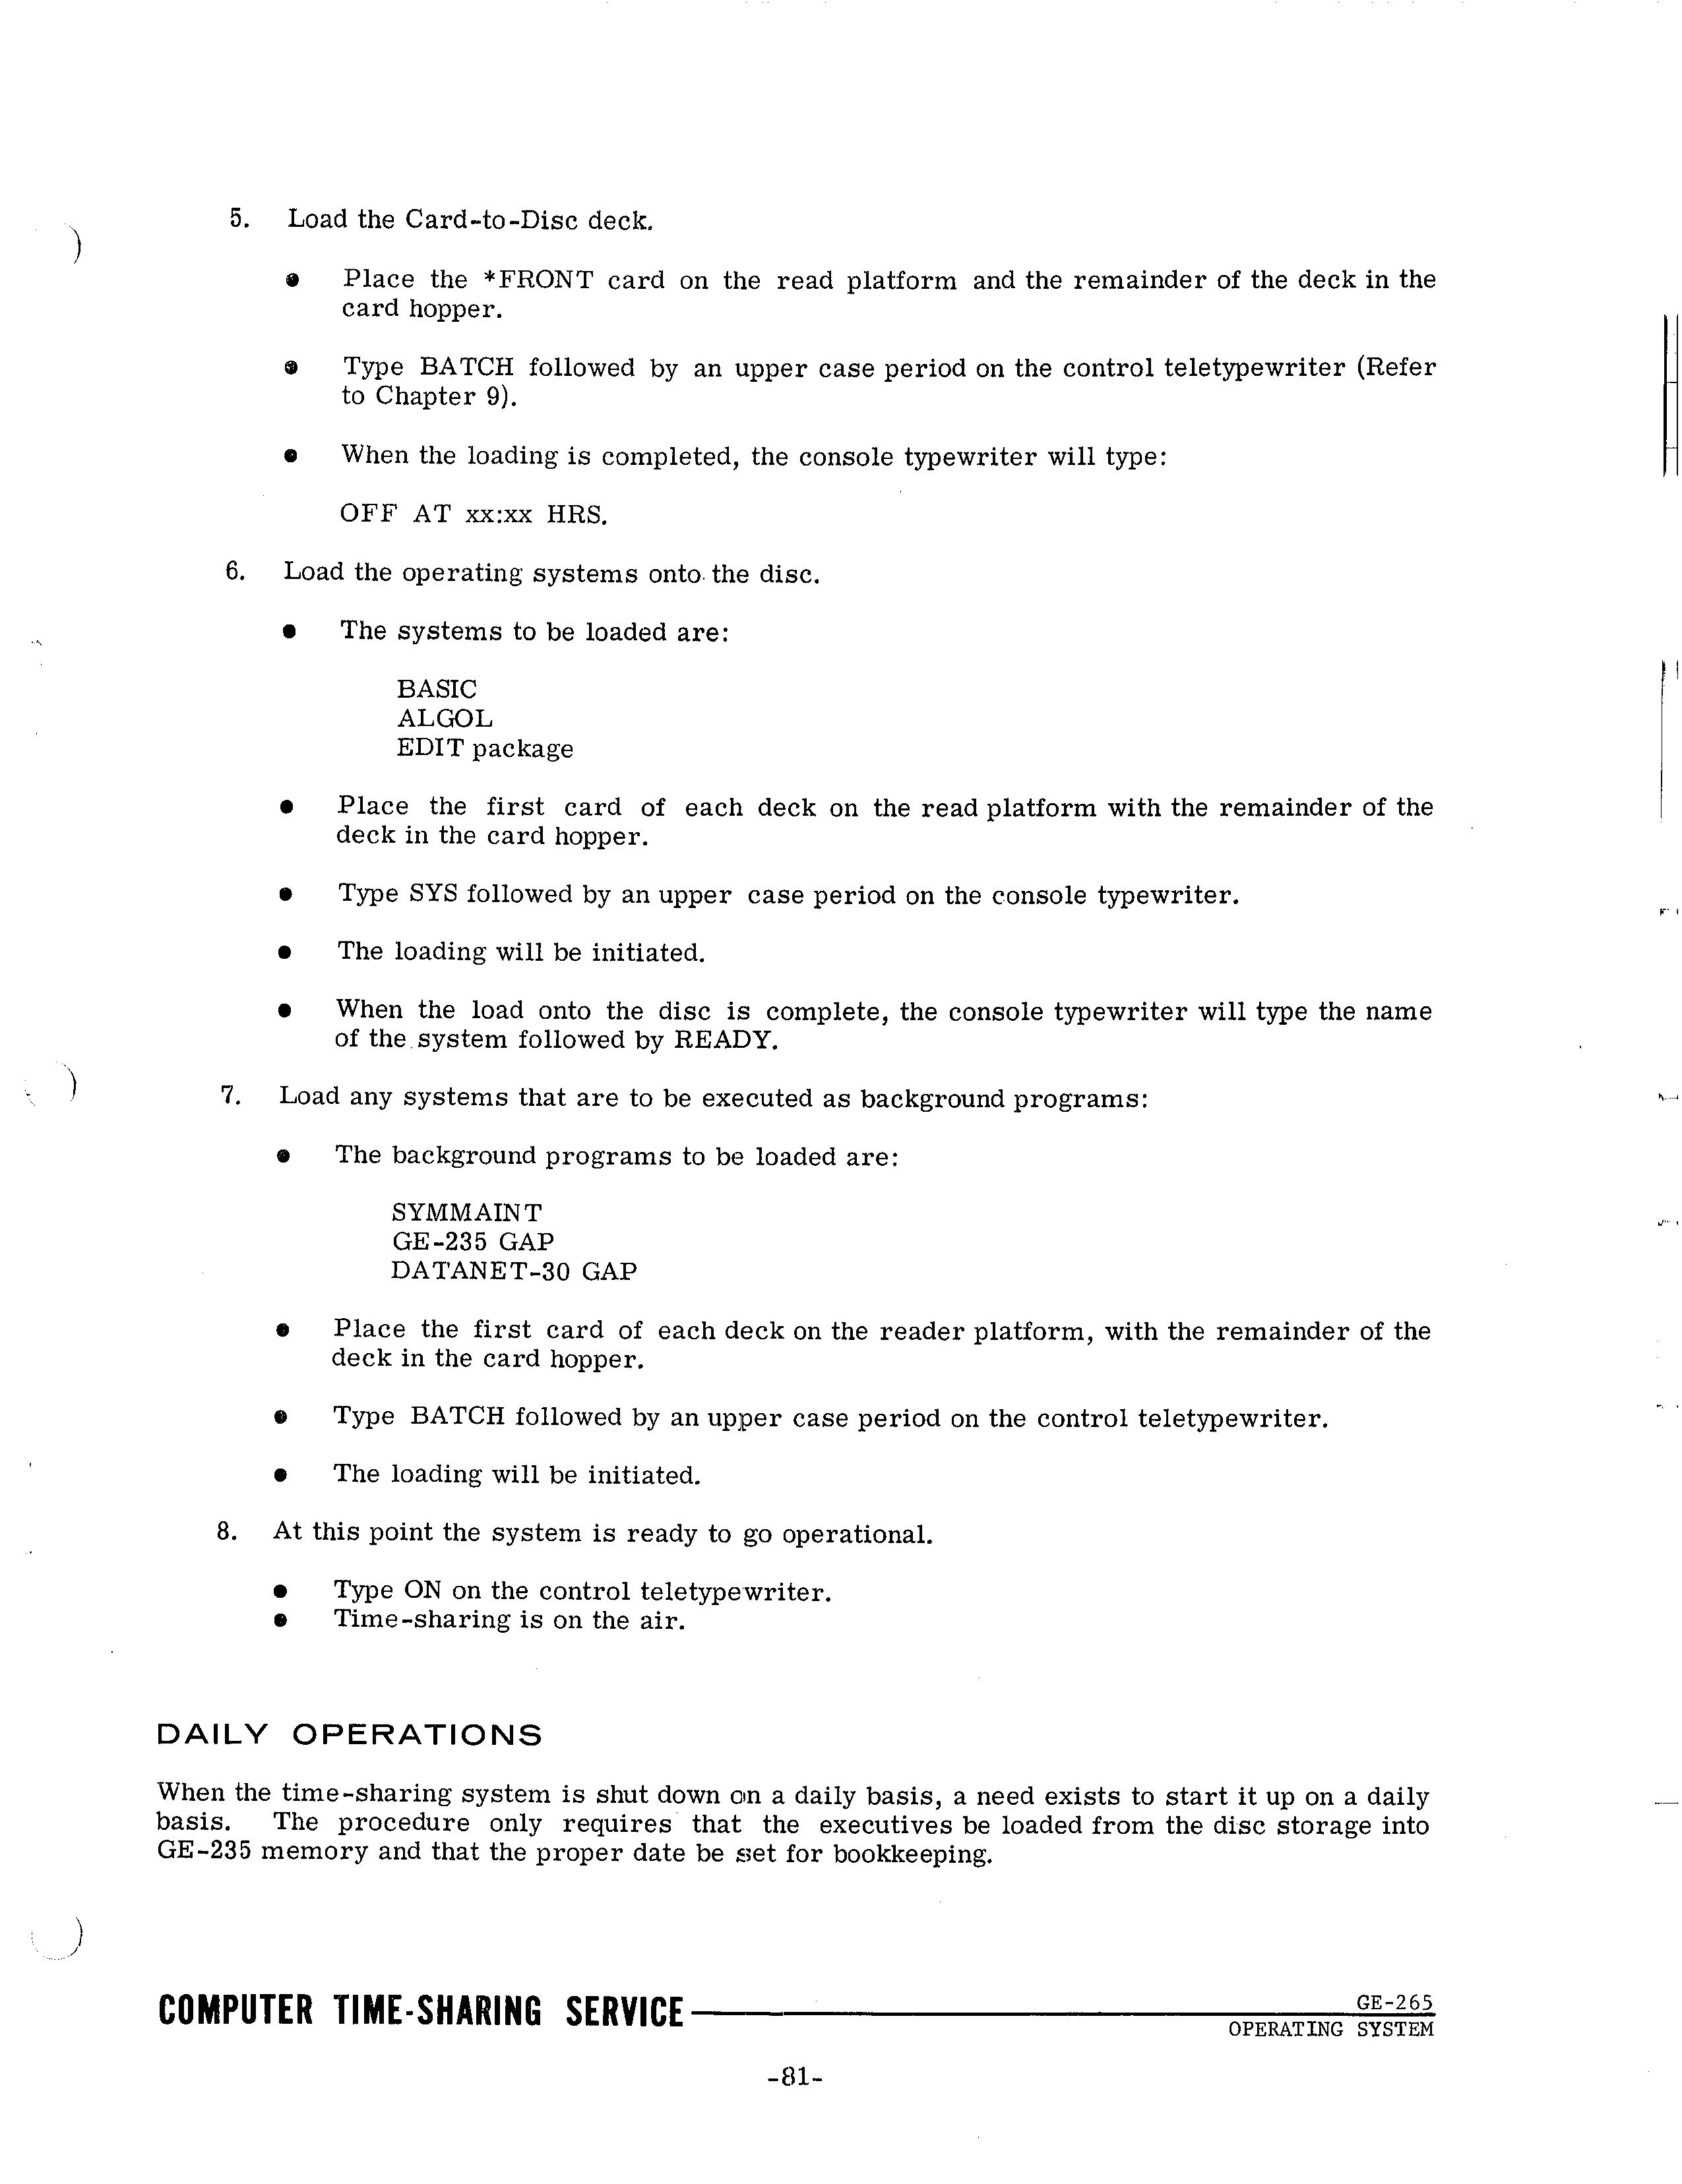 5. Load the Card-to-Disc deck.
● Place the *FRONT card on the read platform and the remainder of the deck in the
card hopper.
● Type BATCH followed by an upper case period on the control teletypewriter (Refer
to Chapter 9).
● When the loading is completed, the console typewriter will type:
OFF AT xx:xx HRS.
6. Load the operating systems onto the disc.
● The systems to be loaded are:
BASIC
ALGOL
EDIT package
● Place the first card of each deck on the read platform with the remainder of the
deck in the card hopper.
● Type SYS followed by an upper case period on the console typewriter.
● The loading will be initiated.
● When the load onto the disc is complete, the console typewriter will type the name
of the system followed by READY.
7. Load any systems that are to be executed as background programs:
● The background programs to be loaded are:
SYMMAINT
GE-235 GAP
DATANET-30 GAP
● Place the first card of each deck on the reader platform, with the remainder of the
deck in the card hopper.
● Type BATCH followed by an upper case period on the control teletypewriter.
● The loading will be initiated.
8. At this point the system is ready to go operational.
● Type ON on the control teletypewriter.
● Time-sharing is on the air.
DAILY OPERATIONS
When the time-sharing system is shut down on a daily basis, a need exists to start it up on a daily
basis. The procedure only requires that the executives be loaded from the disc storage into
GE-235 memory and that the proper date be set for bookkeeping.
COMPUTER TIME-SHARING SERVICE
GE-265
OPERATING SYSTEM
-81-